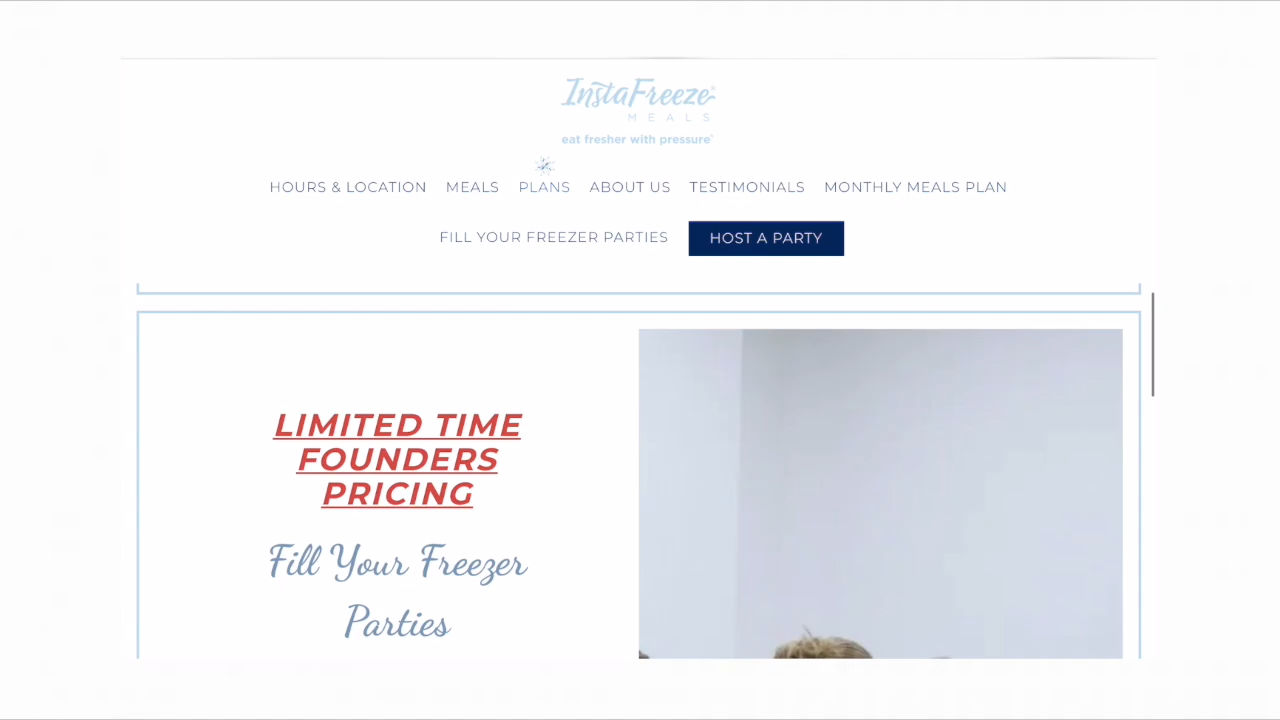 InstaFreeze
MEALS
eat fresher with pressure
HOURS & LOCATION MEALS PLANS ABOUT US TESTIMONIALS MONTHLY MEALS PLAN
FILL YOUR FREEZER PARTIES HOST A PARTY
LIMITED TIME
FOUNDERS
PRICING
Fill Your Freezer
Parties